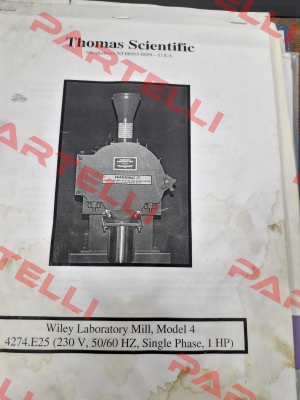 Thomas Scientific
U.S.A.
WARNING
Wiley Laboratory Mill, Model 4
4274.E25 (230 V, 50/60 HZ, Single Phase, 1 HP)
PARTELLI
PARTELLI
PARTELLI
PARTELLI